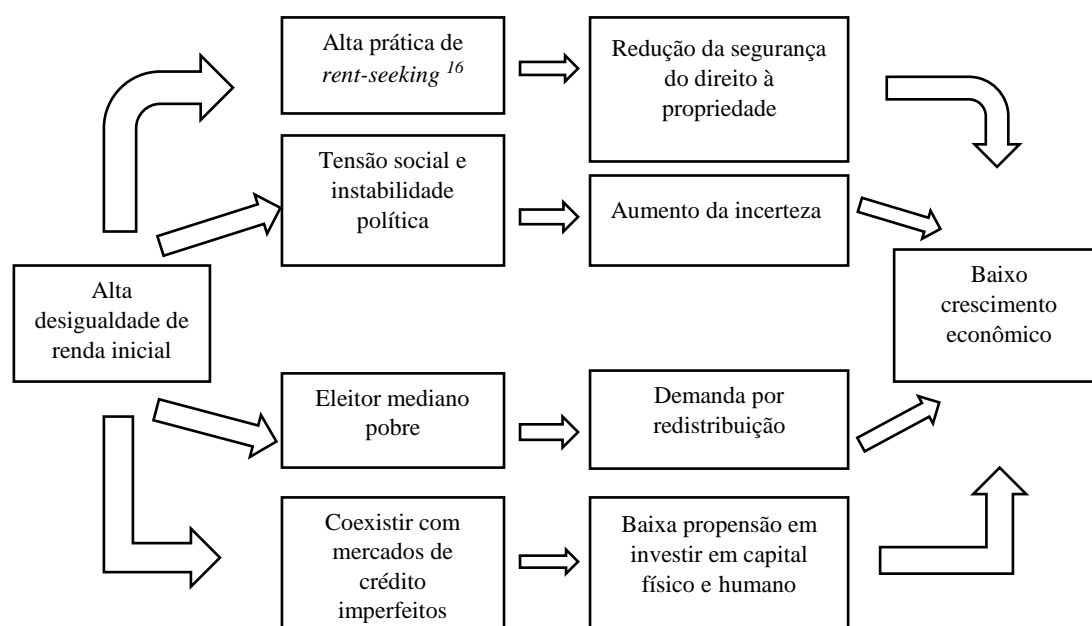 Alta prática de
rent-seeking 16
Redução da segurança
do direito à
propriedade
Tensão social e
instabilidade
política
Aumento da incerteza
Alta
desigualdade de
renda inicial
Baixo
crescimento
econômico
Eleitor mediano
pobre
Demanda por
redistribuição
Coexistir com
mercados de
crédito
imperfeitos
Baixa propensão em
investir em capital
físico e humano